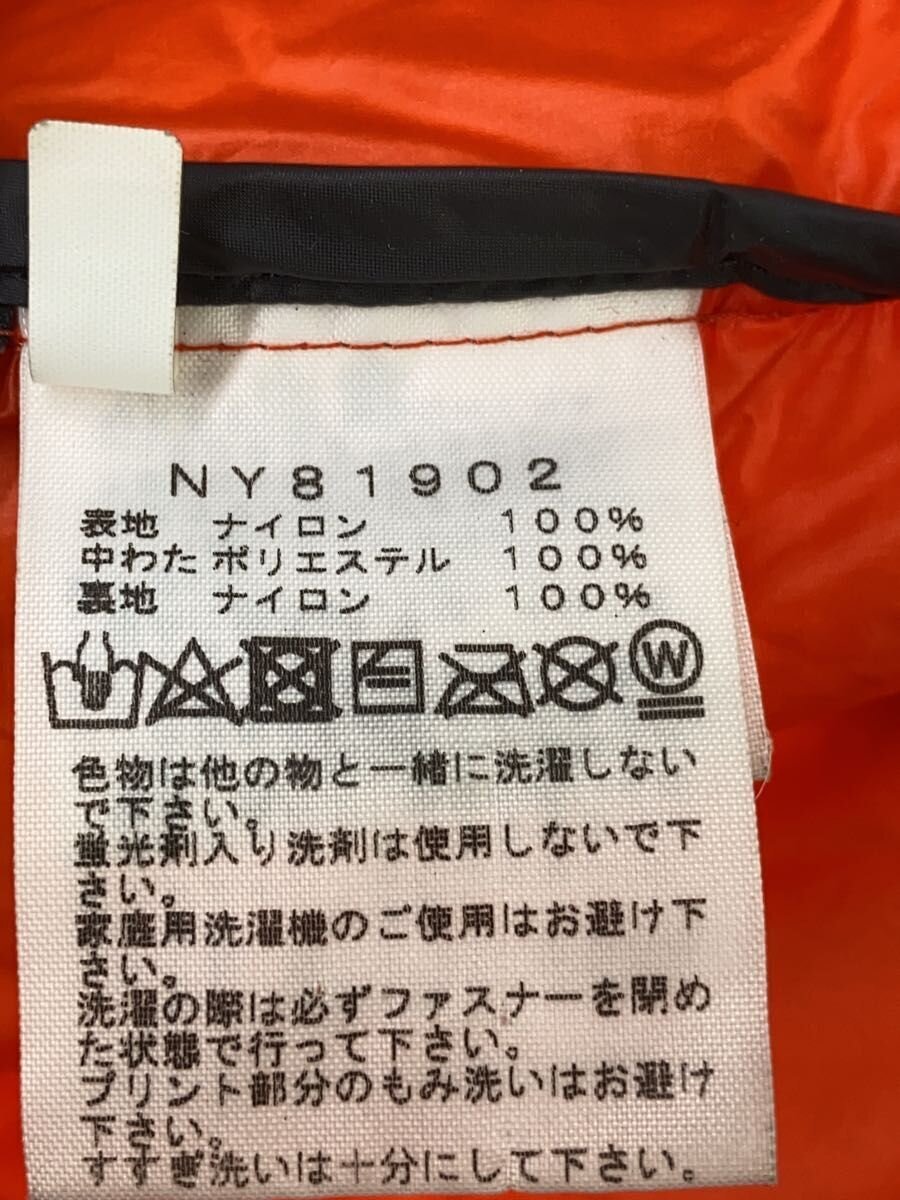 NY81902
表地 ナイロン 100%
中わた ポリエステル 100%
裏地 ナイロン 100%
W
色物は他の物と一緒に洗濯しない
で下さい。
蛍光剤入り洗剤は使用しないで下
さい。
家庭用洗濯機のご使用はお避け下
さい。
洗濯の際は必ずファスナーを閉め
た状態で行って下さい。
プリント部分のもみ洗いはお避け
下さい。
すすぎ洗いは十分にして下さい。